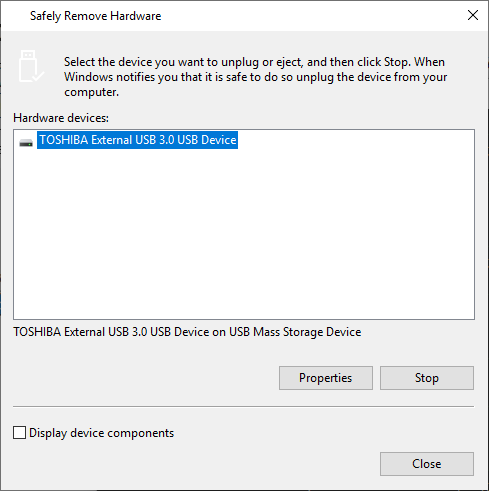 Safely Remove Hardware
Select the device you want to unplug or eject, and then click Stop. When
Windows notifies you that it is safe to do so unplug the device from your
computer.
Hardware devices:
TOSHIBA External USB 3.0 USB Device
TOSHIBA External USB 3.0 USB Device on USB Mass Storage Device
Properties
Stop
Display device components
Close